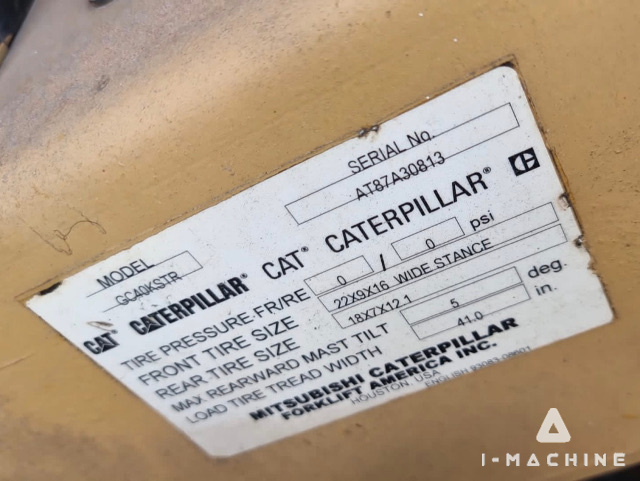 MODEL
GC40KSTR
SERIAL No.
AT87A30813
CAT CATERPILLAR® CAT® CATERPILLAR® C
TIRE PRESSURE-FR/RE 0 / 0 psi
FRONT TIRE SIZE 22X9X16 WIDE STANCE
REAR TIRE SIZE 18X7X12.1
MAX REARWARD MAST TILT 5 deg.
LOAD TIRE TREAD WIDTH 41.0 in.
MITSUBISHI CATERPILLAR
FORKLIFT AMERICA INC.
HOUSTON, USA
ENGLISH
I-MACHINE